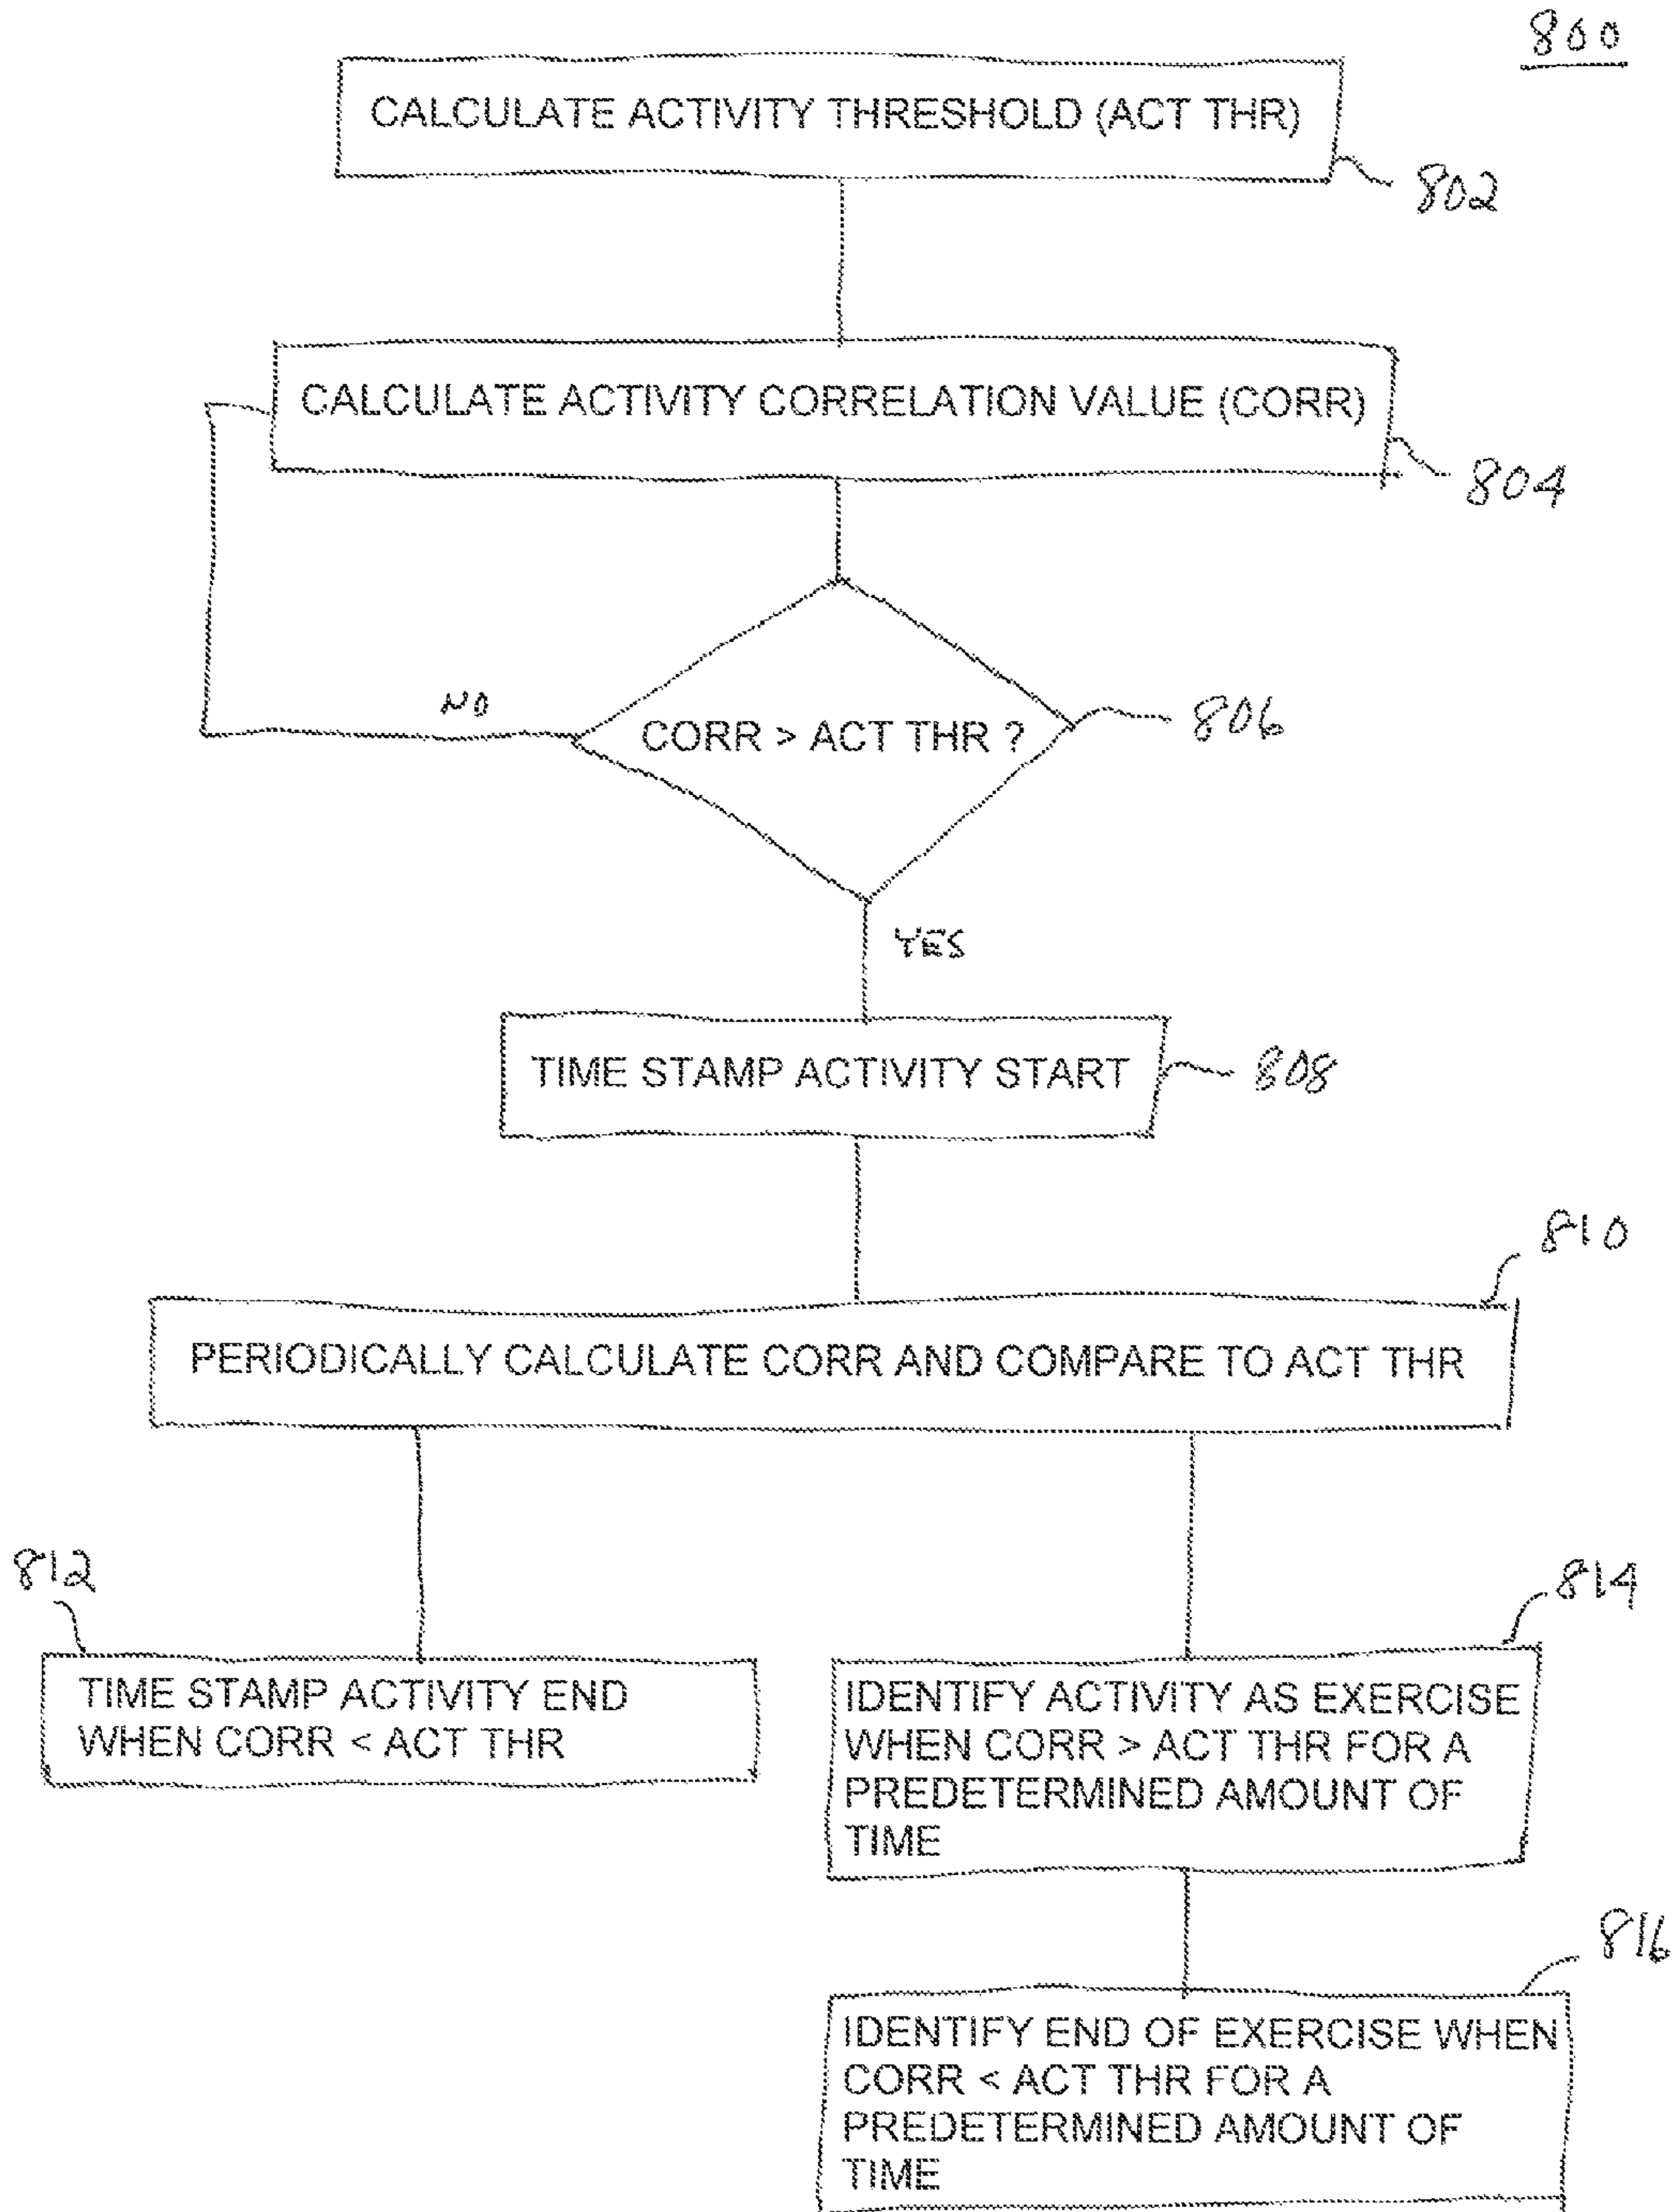 800
CALCULATE ACTIVITY THRESHOLD (ACT THR)
802
CALCULATE ACTIVITY CORRELATION VALUE (CORR)
804
NO
CORR > ACT THR ?
806
YES
TIME STAMP ACTIVITY START
808
810
PERIODICALLY CALCULATE CORR AND COMPARE TO ACT THR
812
TIME STAMP ACTIVITY END
WHEN CORR < ACT THR
814
IDENTIFY ACTIVITY AS EXERCISE
WHEN CORR > ACT THR FOR A
PREDETERMINED AMOUNT OF
TIME
816
IDENTIFY END OF EXERCISE WHEN
CORR < ACT THR FOR A
PREDETERMINED AMOUNT OF
TIME